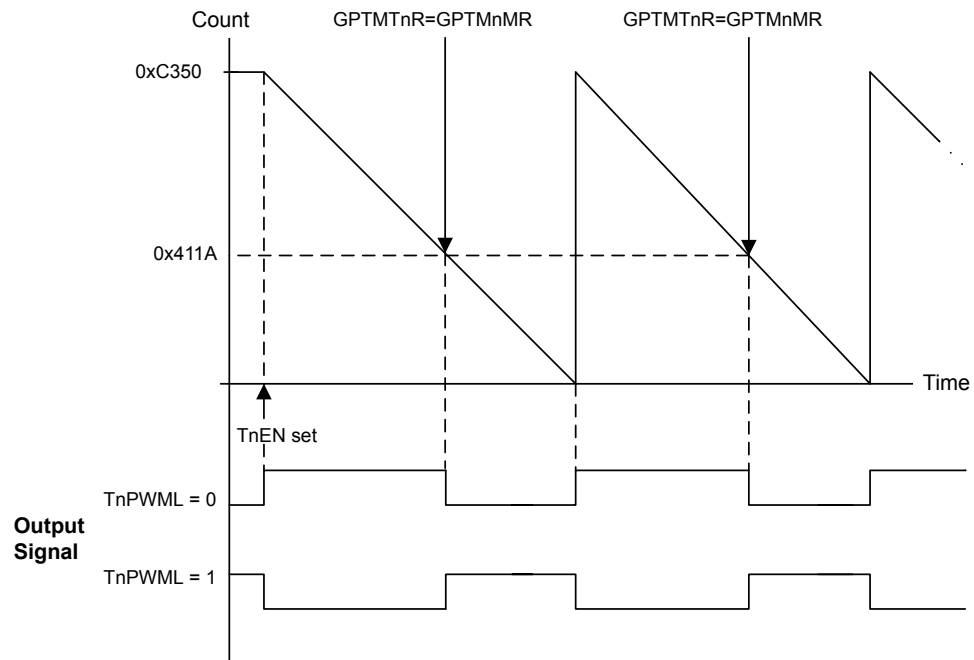 Count
GPTMTnR=GPTMnMR
GPTMTnR=GPTMnMR
0xC350
0x411A
Time
TnEN set
TnPWML = 0
Output
Signal
TnPWML = 1